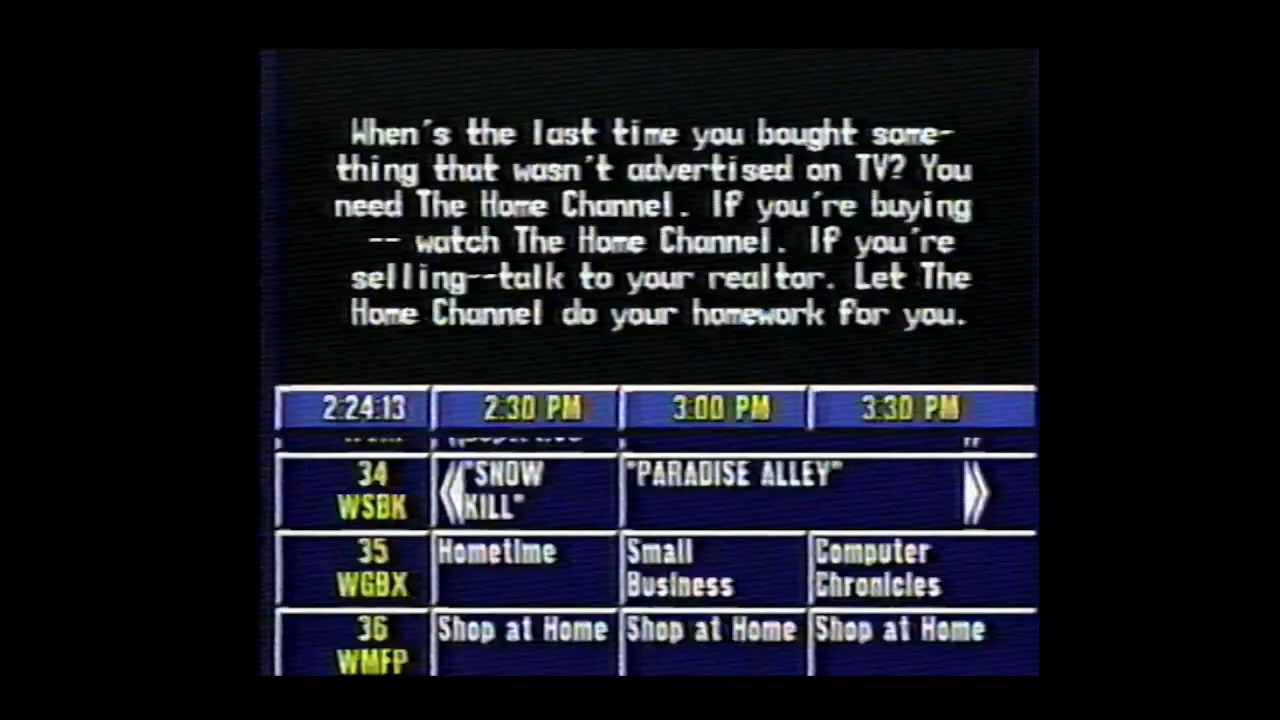 When's the last time you bought some-
thing that wasn't advertised on TV? You
need The Home Channel. If you're buying
-- watch The Home Channel. If you're
selling--talk to your realtor. Let The
Home Channel do your homework for you.
2:24:13 2:30 PM 3:00 PM 3:30 PM
34 "SNOW "PARADISE ALLEY"
WSBK KILL"
35 Hometime Small Computer
WGBX Business Chronicles
36 Shop at Home Shop at Home Shop at Home
WMFP